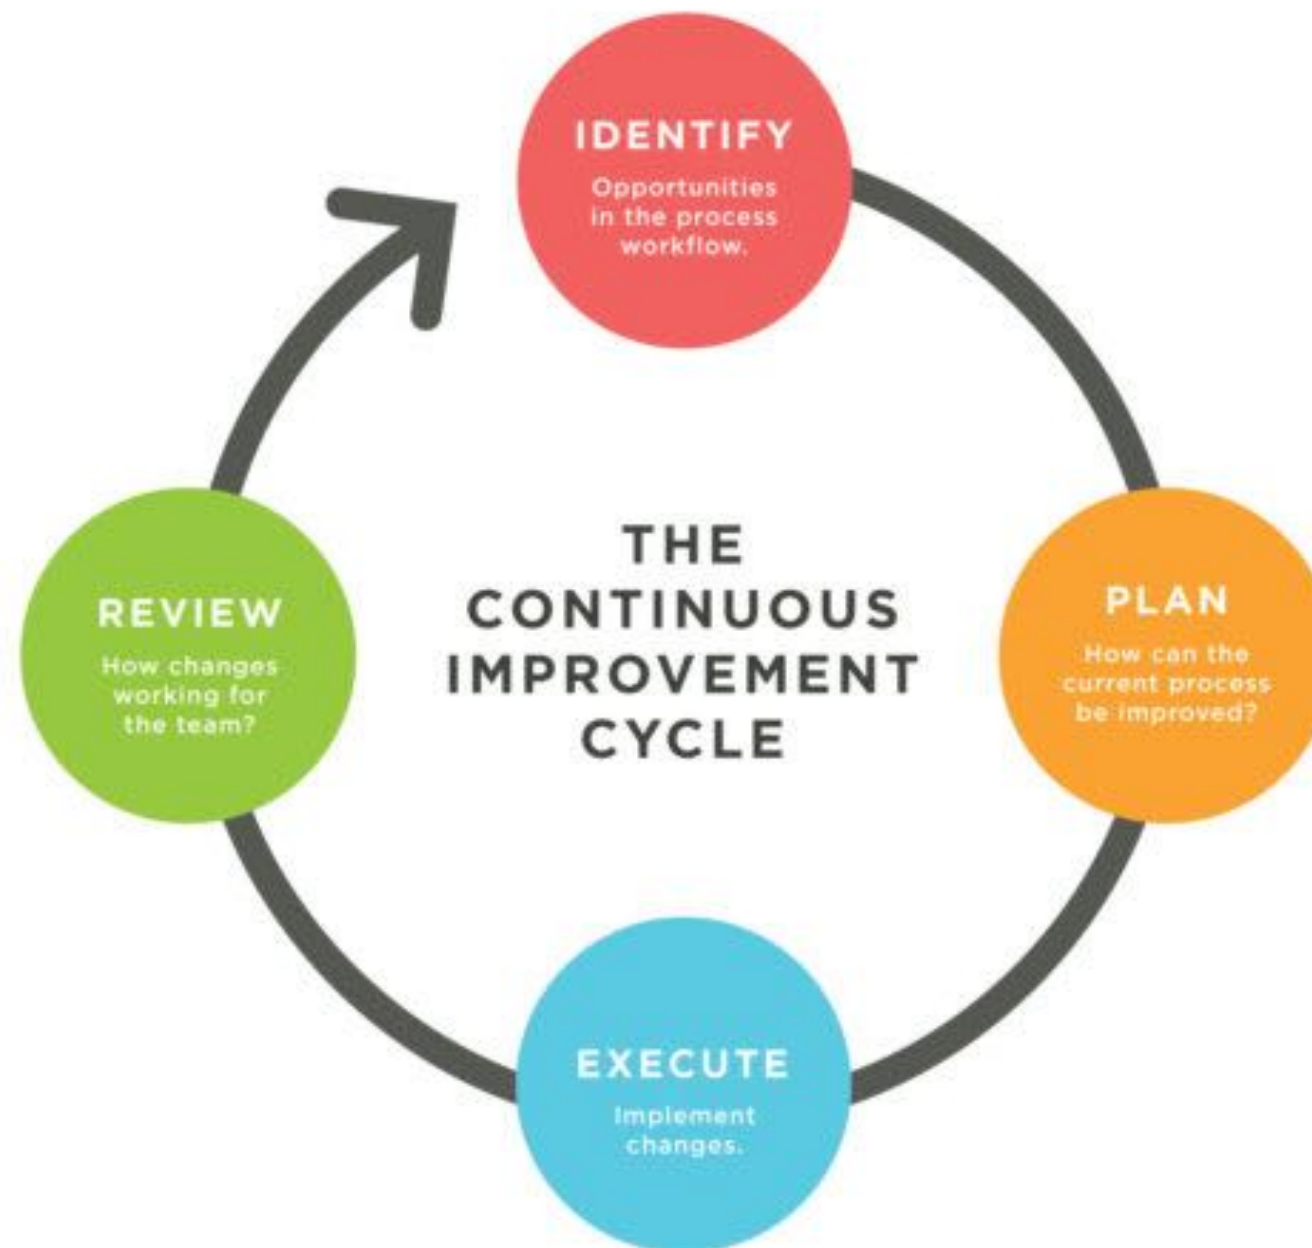 IDENTIFY
Opportunities
in the process
workflow.
THE
CONTINUOUS
IMPROVEMENT
CYCLE
PLAN
How can the
current process
be improved?
EXECUTE
Implement
changes.
REVIEW
How changes
working for
the team?